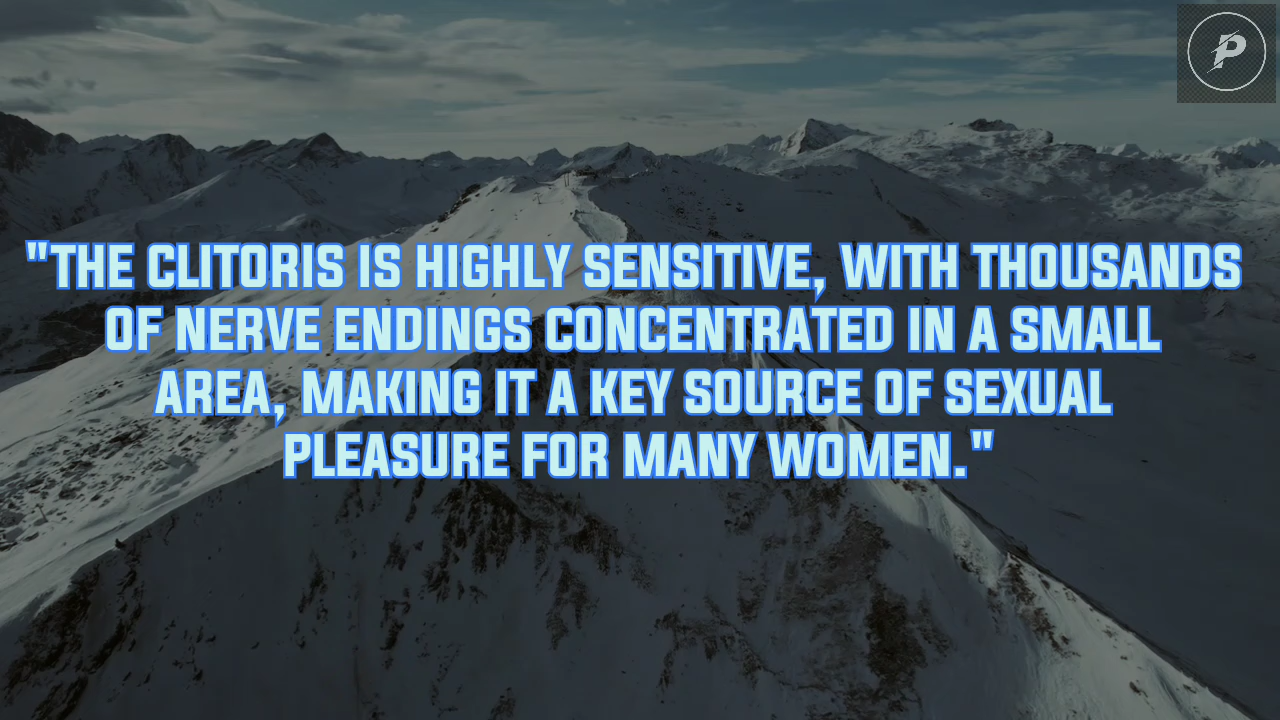 P
"THE CLITORIS IS HIGHLY SENSITIVE, WITH THOUSANDS
OF NERVE ENDINGS CONCENTRATED IN A SMALL
AREA, MAKING IT A KEY SOURCE OF SEXUAL
PLEASURE FOR MANY WOMEN."